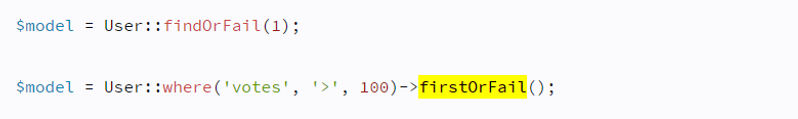 $model = User::findOrFail(1);
$model = User::where('votes', '>', 100)->firstOrFail();